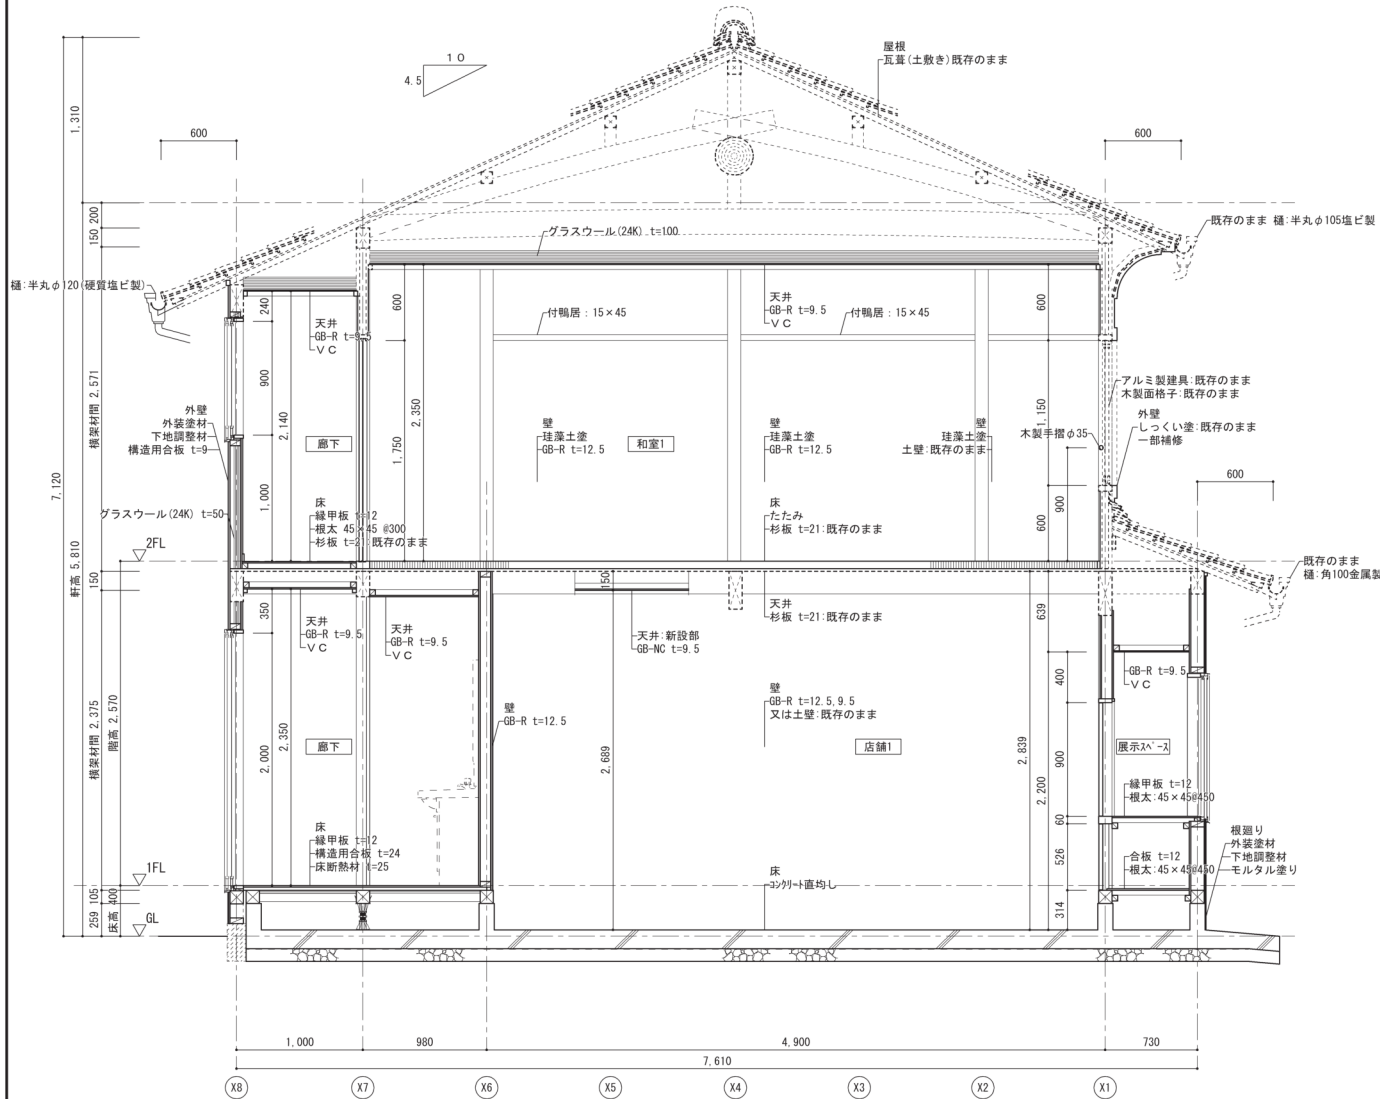 屋根
瓦葺(土敷き)既存のまま
10
4.5
1,310
600
600
200
150
グラスウール(24K) t=100
既存のまま 樋:半丸φ105塩ビ製
樋:半丸φ120(硬質塩ビ製)
240
天井
GB-R t=9.5
VC
600
付鴨居:15×45
天井
GB-R t=9.5
VC
付鴨居:15×45
600
横架材間 2,571
900
2,140
2,350
1,750
1,150
アルミ製建具:既存のまま
木製面格子:既存のまま
外壁
外装塗材
下地調整材
構造用合板 t=9
廊下
壁
珪藻土塗
GB-R t=12.5
和室1
壁
珪藻土塗
GB-R t=12.5
壁
珪藻土塗
土壁:既存のまま
木製手摺φ35
外壁
しっくい塗:既存のまま
一部補修
7,120
軒高 5,810
1,000
グラスウール(24K) t=50
床
縁甲板 t=12
根太 45×45 @300
杉板 t=21:既存のまま
床
たたみ
杉板 t=21:既存のまま
600
900
600
2FL
既存のまま
樋:角100金属製
150
150
350
天井
GB-R t=9.5
VC
天井
GB-R t=9.5
VC
天井:新設部
GB-NC t=9.5
天井
杉板 t=21:既存のまま
639
400
GB-R t=9.5
VC
壁
GB-R t=12.5
壁
GB-R t=12.5,9.5
又は土壁:既存のまま
横架材間 2,375
階高 2,570
2,000
2,350
廊下
2,689
店舗1
2,839
2,200
900
展示スペース
縁甲板 t=12
根太:45×45@450
60
床
縁甲板 t=12
構造用合板 t=24
床断熱材 t=25
526
合板 t=12
根太:45×45@450
根廻り
外装塗材
下地調整材
モルタル塗り
1FL
床
コンクリート直均し
105
259
床高 400
GL
314
1,000
980
4,900
730
7,610
X8
X7
X6
X5
X4
X3
X2
X1